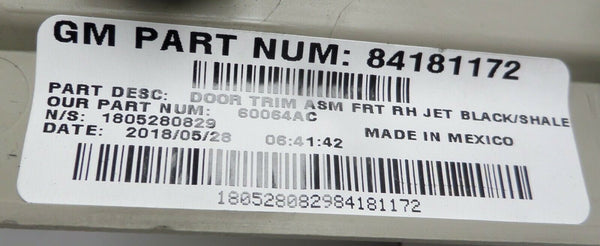 GM PART NUM: 84181172
PART DESC: DOOR TRIM ASM FRT RH JET BLACK/SHALE
OUR PART NUM: 60064AC
N/S: 1805280829
DATE: 2018/05/28 06:41:42 MADE IN MEXICO
180528082984181172